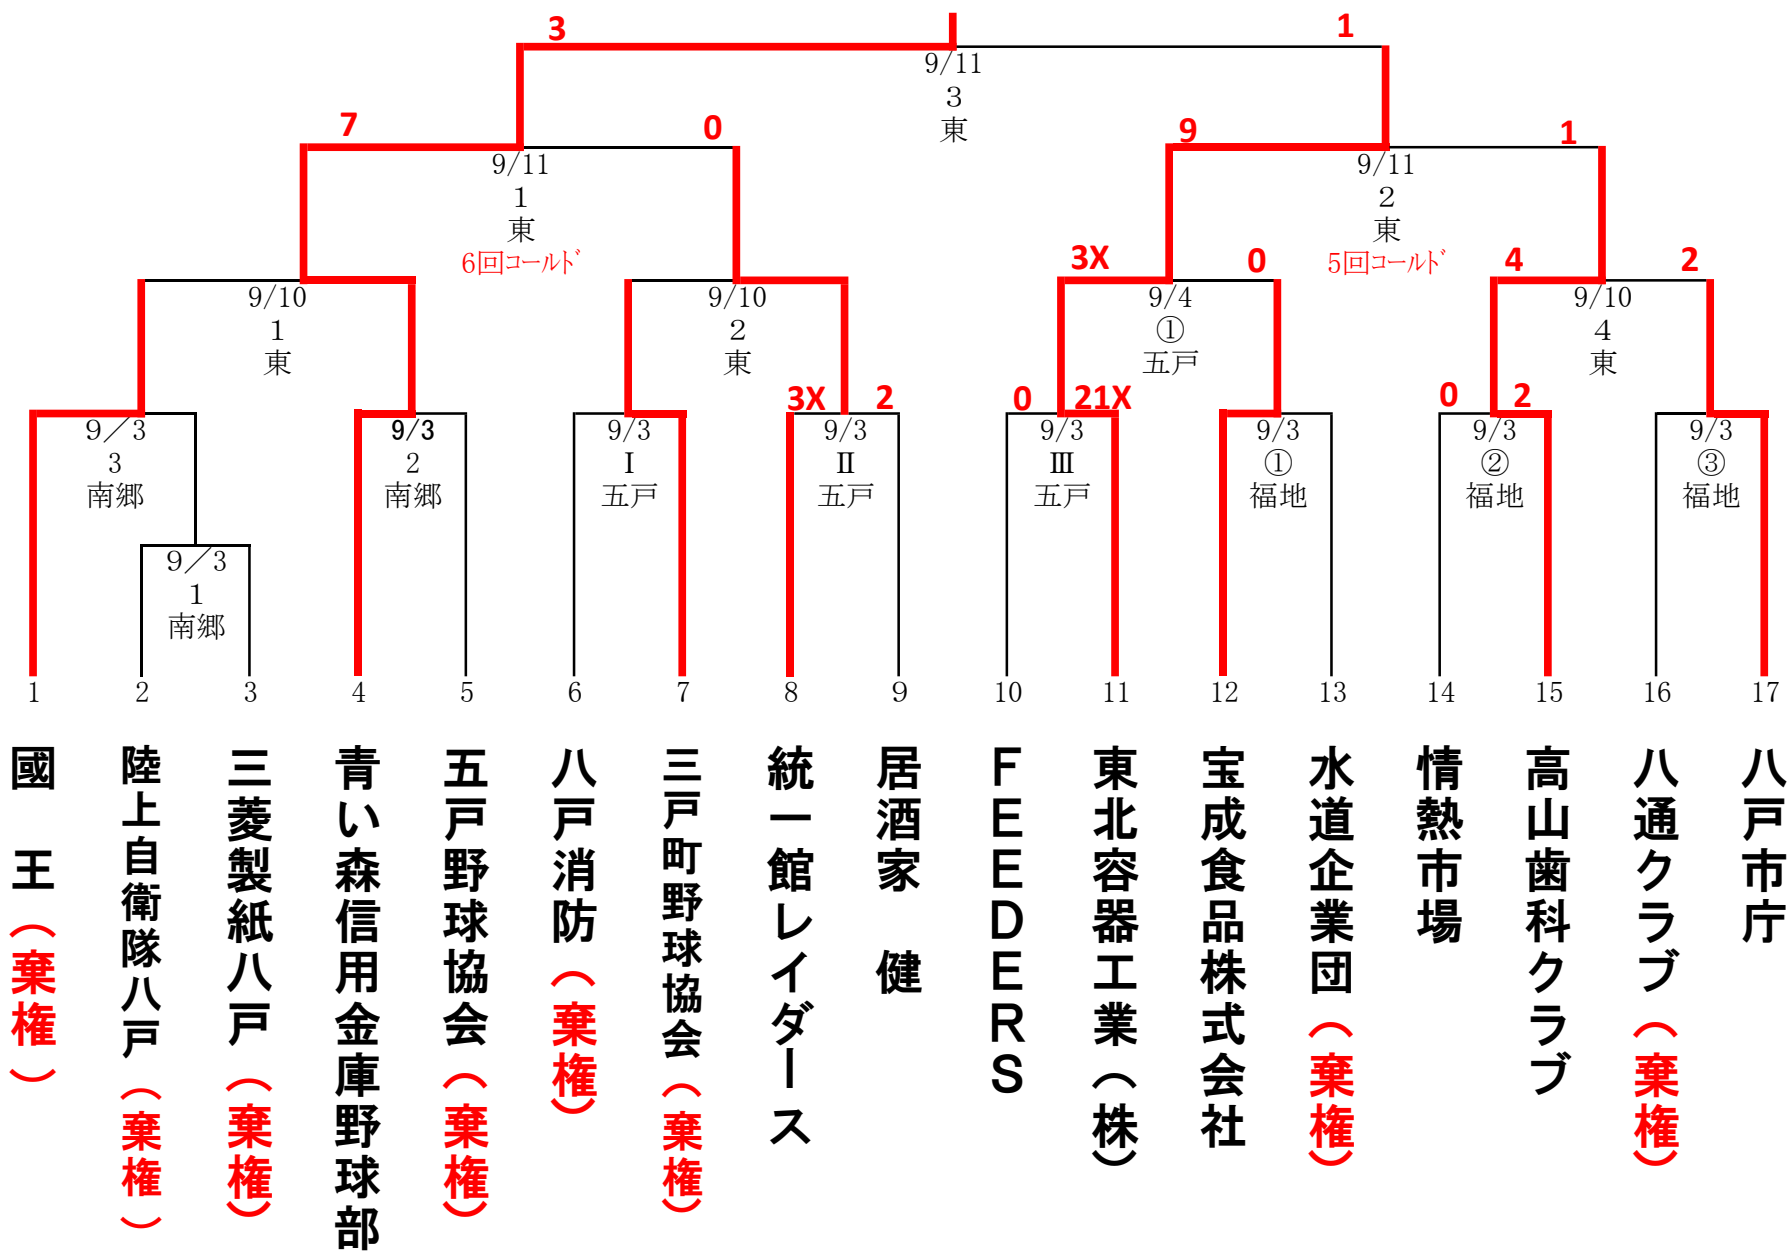 3
1
9/11
3
東
7
0
9
1
9/11
1
東
6回ｺｰﾙﾄﾞ
9/11
2
東
5回ｺｰﾙﾄﾞ
3X
0
4
2
9/10
1
東
9/10
2
東
9/4
①
五戸
9/10
4
東
3X
2
0
21X
0
2
9／3
3
南郷
9/3
2
南郷
9/3
Ⅰ
五戸
9/3
Ⅱ
五戸
9/3
Ⅲ
五戸
9/3
①
福地
9/3
②
福地
9/3
③
福地
9／3
1
南郷
1
2
3
4
5
6
7
8
9
10
11
12
13
14
15
16
17
國　王（棄権）
陸上自衛隊八戸（棄権）
三菱製紙八戸（棄権）
青い森信用金庫野球部
五戸野球協会（棄権）
八戸消防（棄権）
三戸町野球協会（棄権）
統一館レイダース
居酒家　健
ＦＥＥＤＥＲＳ
東北容器工業（株）
宝成食品株式会社
水道企業団（棄権）
情熱市場
高山歯科クラブ
八通クラブ（棄権）
八戸市庁